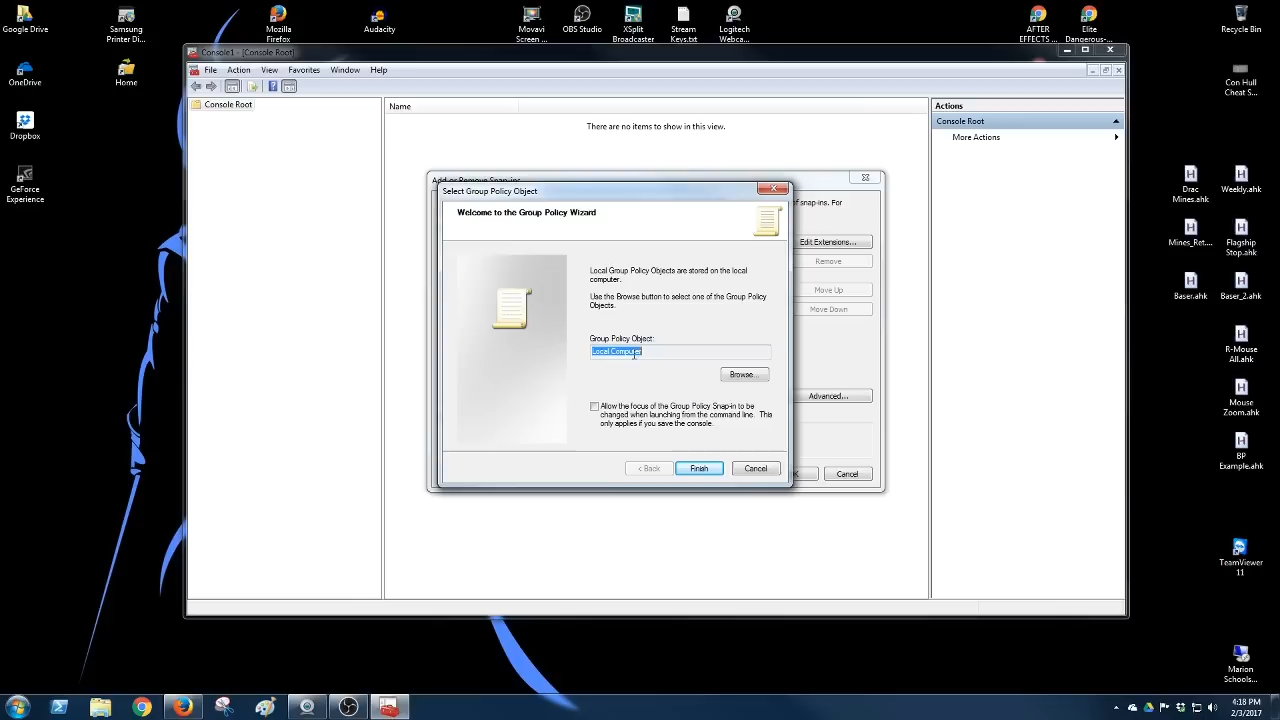 Google Drive
Samsung
Printer Di...
Mozilla
Firefox
Audacity
Movavi
Screen ...
OBS Studio
XSplit
Broadcaster
Stream
Keys.txt
Logitech
Webca...
AFTER
EFFECTS ...
Elite
Dangerous-...
Recycle Bin
OneDrive
Home
Dropbox
GeForce
Experience
Console1 - [Console Root]
File Action View Favorites Window Help
Console Root
Name
There are no items to show in this view.
Actions
Console Root
More Actions
Add or Remove Snap-ins
of snap-ins. For
Edit Extensions...
Remove
Move Up
Move Down
Advanced...
Cancel
Select Group Policy Object
Welcome to the Group Policy Wizard
Local Group Policy Objects are stored on the local
computer.
Use the Browse button to select one of the Group Policy
Objects.
Group Policy Object:
Local Computer
Browse...
Allow the focus of the Group Policy Snap-in to be
changed when launching from the command line. This
only applies if you save the console.
< Back
Finish
Cancel
Con Hull
Cheat S...
Drac
Mines.ahk
Weekly.ahk
Mines_Ret....
Flagship
Stop.ahk
Baser.ahk
Baser_2.ahk
R-Mouse
All.ahk
Mouse
Zoom.ahk
BP
Example.ahk
TeamViewer
11
Marion
Schools...
4:18 PM
2/3/2017